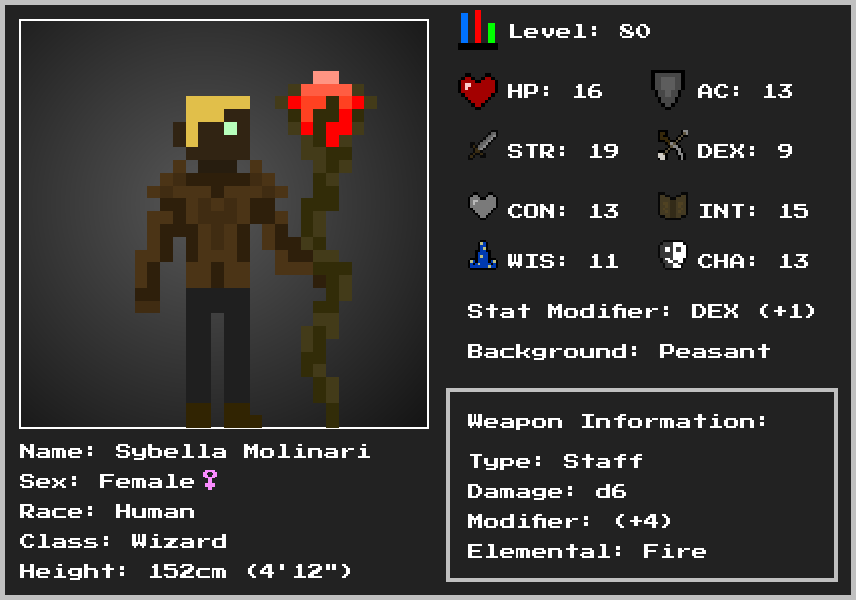 Level: 80
HP: 16
AC: 13
STR: 19
DEX: 9
CON: 13
INT: 15
WIS: 11
CHA: 13
Stat Modifier: DEX (+1)
Background: Peasant
Weapon Information:
Type: Staff
Damage: d6
Modifier: (+4)
Elemental: Fire
Name: Sybella Molinari
Sex: Female♀
Race: Human
Class: Wizard
Height: 152cm (4'12")